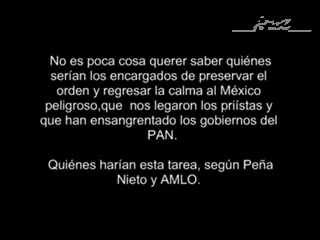 No es poca cosa querer saber quiénes
serían los encargados de preservar el
orden y regresar la calma al México
peligroso,que nos legaron los priístas y
que han ensangrentado los gobiernos del
PAN.
Quiénes harían esta tarea, según Peña
Nieto y AMLO.